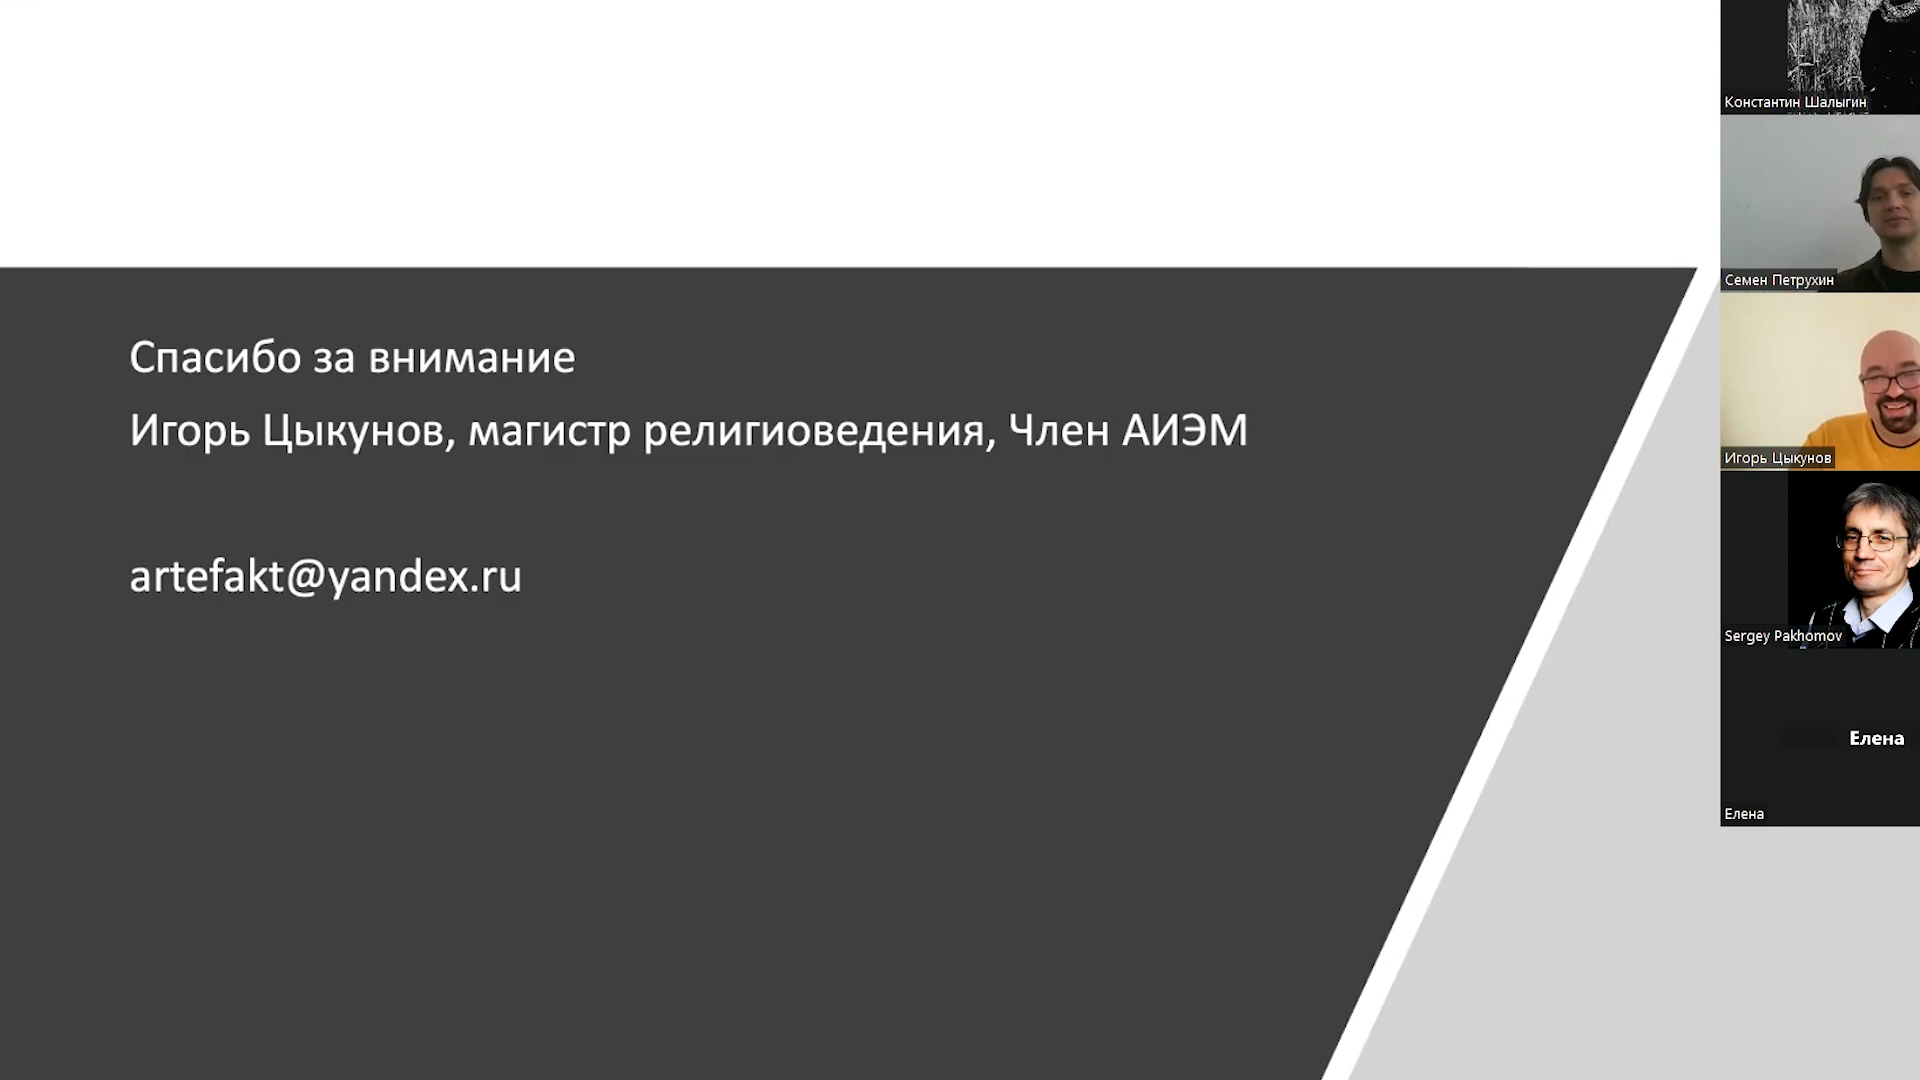 Спасибо за внимание
Игорь Цыкунов, магистр религиоведения, Член АИЭМ
artefakt@yandex.ru
Константин Шалыгин
Семен Петрухин
Игорь Цыкунов
Sergey Pakhomov
Елена
Елена